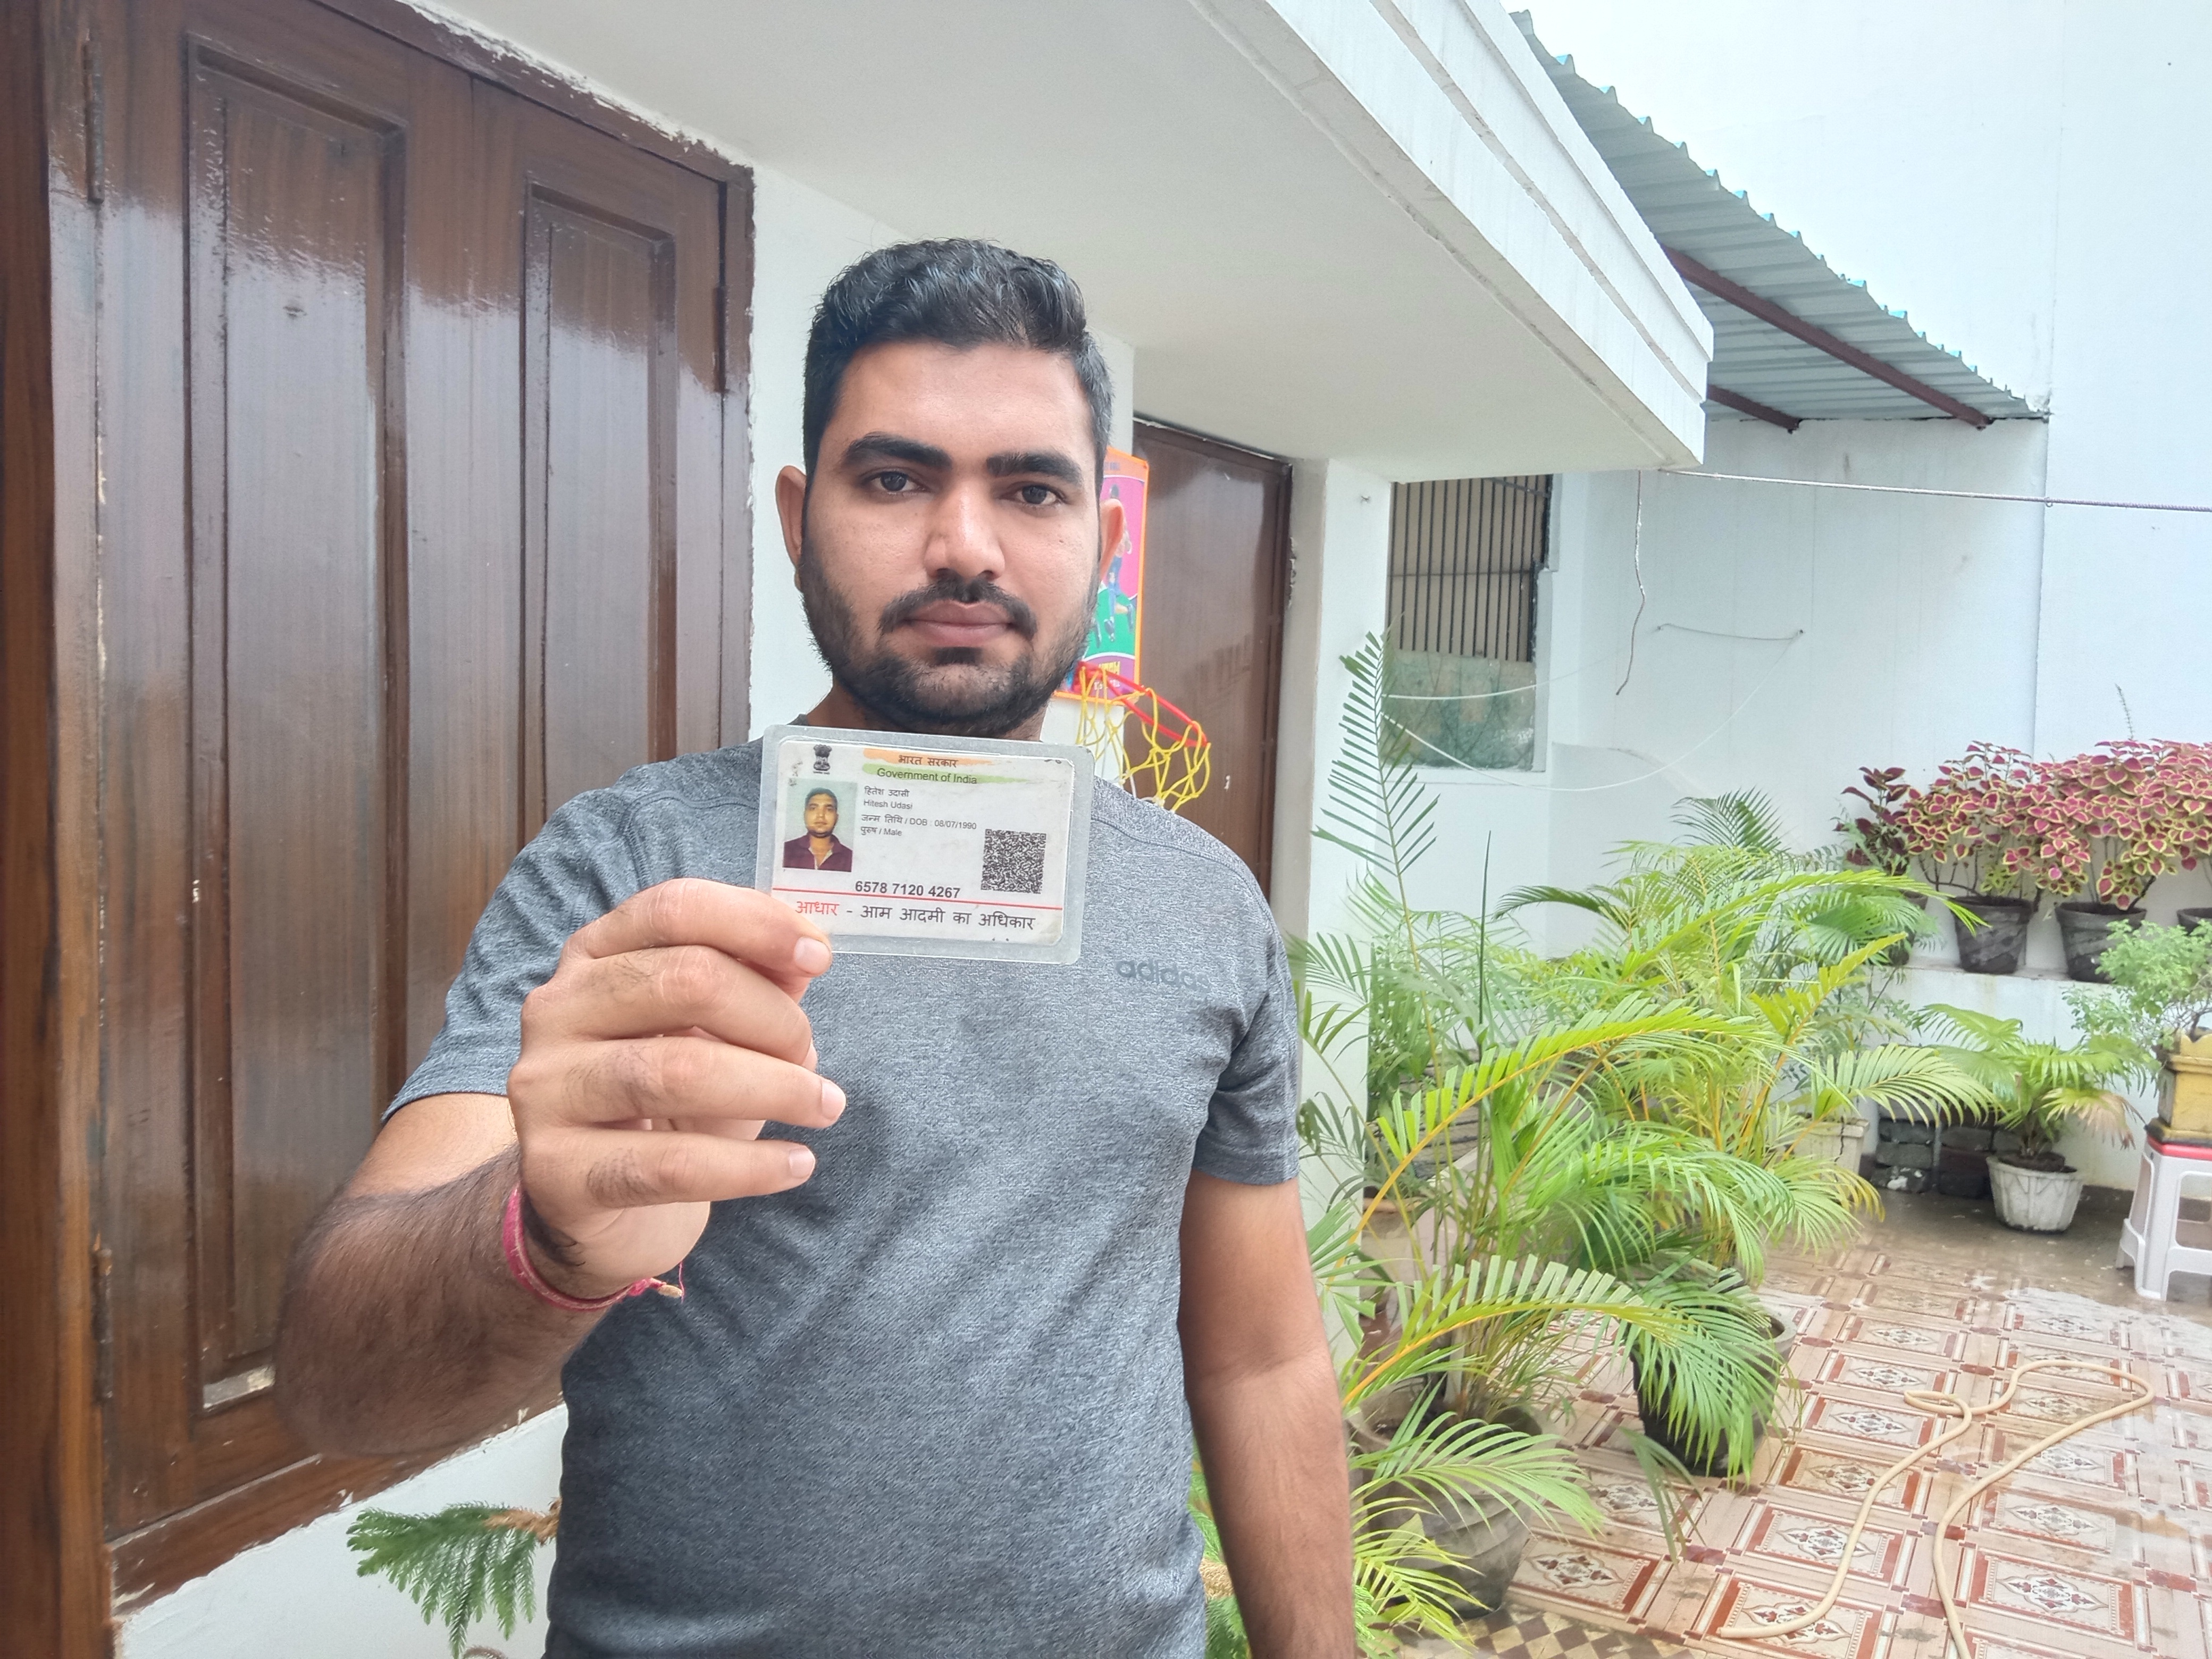 भारत सरकार
Government of India
हितेश उदासी
Hitesh Udasi
जन्म तिथि / DOB : 08/07/1990
पुरुष / Male
6578 7120 4267
आधार - आम आदमी का अधिकार
adidas